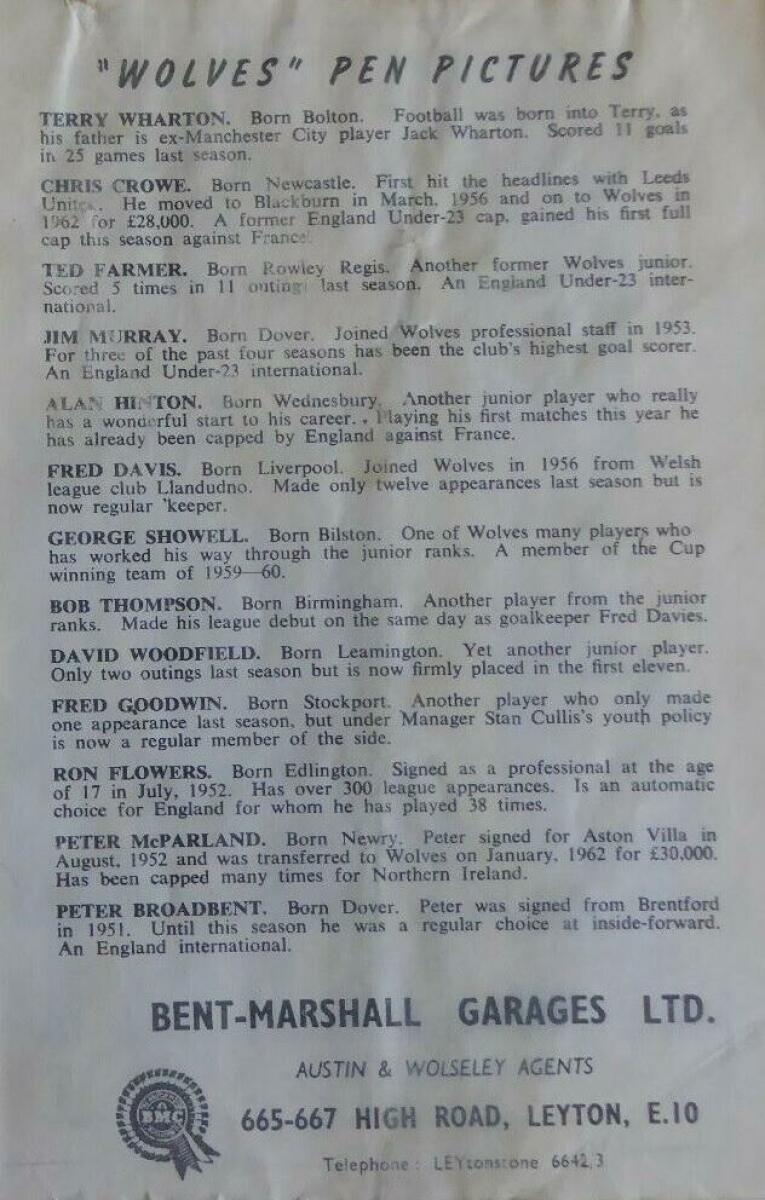 "WOLVES" PEN PICTURES
TERRY WHARTON. Born Bolton. Football was born into Terry, as
his father is ex-Manchester City player Jack Wharton. Scored 11 goals
in 25 games last season.
CHRIS CROWE. Born Newcastle. First hit the headlines with Leeds
United. He moved to Blackburn in March, 1956 and on to Wolves in
1962 for £28,000. A former England Under-23 cap, gained his first full
cap this season against France.
TED FARMER. Born Rowley Regis. Another former Wolves junior.
Scored 5 times in 11 outings last season. An England Under-23 inter-
national.
JIM MURRAY. Born Dover. Joined Wolves professional staff in 1953.
For three of the past four seasons has been the club's highest goal scorer.
An England Under-23 international.
ALAN HINTON. Born Wednesbury. Another junior player who really
has a wonderful start to his career. . Playing his first matches this year he
has already been capped by England against France.
FRED DAVIS. Born Liverpool. Joined Wolves in 1956 from Welsh
league club Llandudno. Made only twelve appearances last season but is
now regular 'keeper.
GEORGE SHOWELL. Born Bilston. One of Wolves many players who
has worked his way through the junior ranks. A member of the Cup
winning team of 1959—60.
BOB THOMPSON. Born Birmingham. Another player from the junior
ranks. Made his league debut on the same day as goalkeeper Fred Davies.
DAVID WOODFIELD. Born Leamington. Yet another junior player.
Only two outings last season but is now firmly placed in the first eleven.
FRED GOODWIN. Born Stockport. Another player who only made
one appearance last season, but under Manager Stan Cullis's youth policy
is now a regular member of the side.
RON FLOWERS. Born Edlington. Signed as a professional at the age
of 17 in July, 1952. Has over 300 league appearances. Is an automatic
choice for England for whom he has played 38 times.
PETER McPARLAND. Born Newry. Peter signed for Aston Villa in
August, 1952 and was transferred to Wolves on January, 1962 for £30,000.
Has been capped many times for Northern Ireland.
PETER BROADBENT. Born Dover. Peter was signed from Brentford
in 1951. Until this season he was a regular choice at inside-forward.
An England international.
BENT-MARSHALL GARAGES LTD.
AUSTIN & WOLSELEY AGENTS
BMC
665-667 HIGH ROAD, LEYTON, E.10
Telephone : LEYtonstone 6642/3